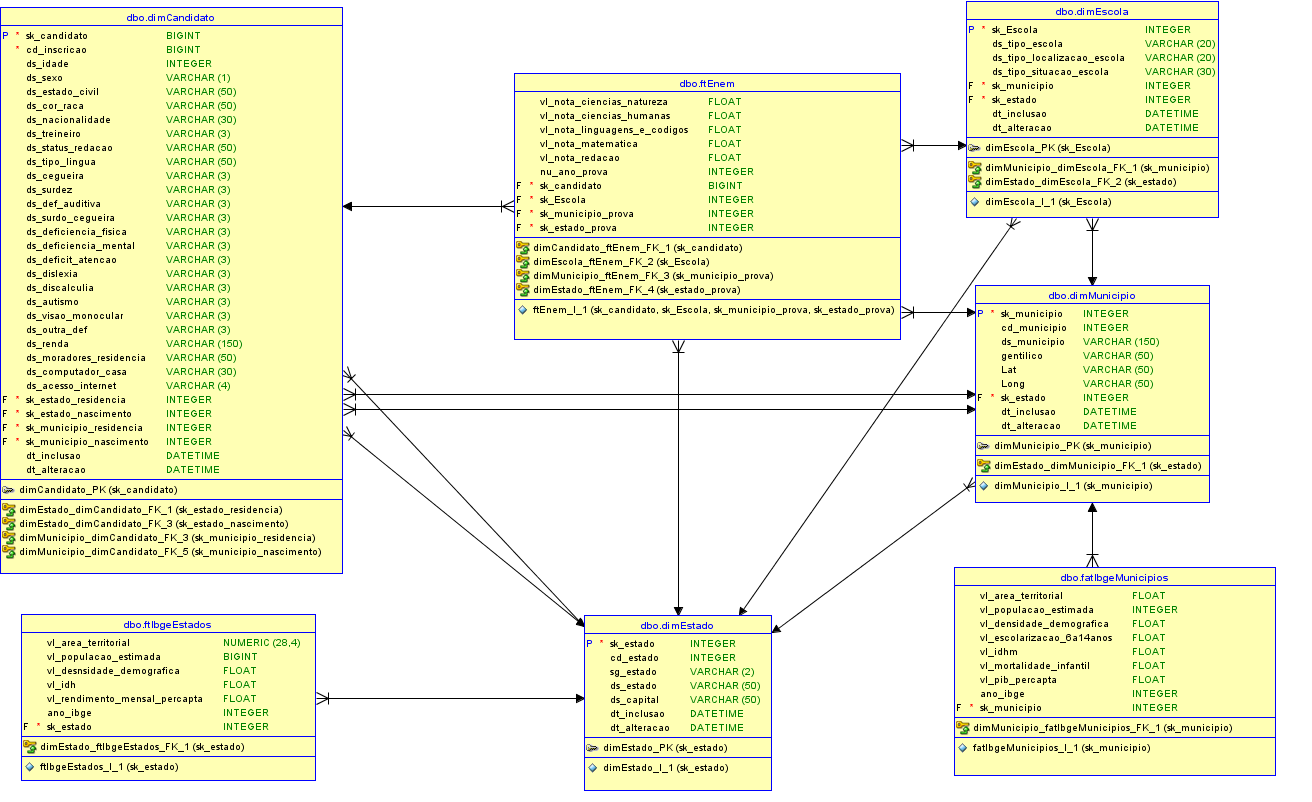 dbo.dimCandidato
P * sk_candidato BIGINT
* cd_inscricao BIGINT
ds_idade INTEGER
ds_sexo VARCHAR (1)
ds_estado_civil VARCHAR (50)
ds_cor_raca VARCHAR (50)
ds_nacionalidade VARCHAR (30)
ds_treineiro VARCHAR (3)
ds_status_redacao VARCHAR (50)
ds_tipo_lingua VARCHAR (50)
ds_cegueira VARCHAR (3)
ds_surdez VARCHAR (3)
ds_def_auditiva VARCHAR (3)
ds_surdo_cegueira VARCHAR (3)
ds_deficiencia_fisica VARCHAR (3)
ds_deficiencia_mental VARCHAR (3)
ds_deficit_atencao VARCHAR (3)
ds_dislexia VARCHAR (3)
ds_discalculia VARCHAR (3)
ds_autismo VARCHAR (3)
ds_visao_monocular VARCHAR (3)
ds_outra_def VARCHAR (3)
ds_renda VARCHAR (150)
ds_moradores_residencia VARCHAR (50)
ds_computador_casa VARCHAR (30)
ds_acesso_internet VARCHAR (4)
F * sk_estado_residencia INTEGER
F * sk_estado_nascimento INTEGER
F * sk_municipio_residencia INTEGER
F * sk_municipio_nascimento INTEGER
dt_inclusao DATETIME
dt_alteracao DATETIME
dimCandidato_PK (sk_candidato)
dimEstado_dimCandidato_FK_1 (sk_estado_residencia)
dimEstado_dimCandidato_FK_3 (sk_estado_nascimento)
dimMunicipio_dimCandidato_FK_3 (sk_municipio_residencia)
dimMunicipio_dimCandidato_FK_5 (sk_municipio_nascimento)
dbo.ftEnem
vl_nota_ciencias_natureza FLOAT
vl_nota_ciencias_humanas FLOAT
vl_nota_linguagens_e_codigos FLOAT
vl_nota_matematica FLOAT
vl_nota_redacao FLOAT
nu_ano_prova INTEGER
F * sk_candidato BIGINT
F * sk_Escola INTEGER
F * sk_municipio_prova INTEGER
F * sk_estado_prova INTEGER
dimCandidato_ftEnem_FK_1 (sk_candidato)
dimEscola_ftEnem_FK_2 (sk_Escola)
dimMunicipio_ftEnem_FK_3 (sk_municipio_prova)
dimEstado_ftEnem_FK_4 (sk_estado_prova)
ftEnem_I_1 (sk_candidato, sk_Escola, sk_municipio_prova, sk_estado_prova)
dbo.dimEscola
P * sk_Escola INTEGER
ds_tipo_escola VARCHAR (20)
ds_tipo_localizacao_escola VARCHAR (20)
ds_tipo_situacao_escola VARCHAR (30)
F * sk_municipio INTEGER
F * sk_estado INTEGER
dt_inclusao DATETIME
dt_alteracao DATETIME
dimEscola_PK (sk_Escola)
dimMunicipio_dimEscola_FK_1 (sk_municipio)
dimEstado_dimEscola_FK_2 (sk_estado)
dimEscola_I_1 (sk_Escola)
dbo.dimMunicipio
P * sk_municipio INTEGER
cd_municipio INTEGER
ds_municipio VARCHAR (150)
gentilico VARCHAR (50)
Lat VARCHAR (50)
Long VARCHAR (50)
F * sk_estado INTEGER
dt_inclusao DATETIME
dt_alteracao DATETIME
dimMunicipio_PK (sk_municipio)
dimEstado_dimMunicipio_FK_1 (sk_estado)
dimMunicipio_I_1 (sk_municipio)
dbo.ftIbgeEstados
vl_area_territorial NUMERIC (28,4)
vl_populacao_estimada BIGINT
vl_desnsidade_demografica FLOAT
vl_idh FLOAT
vl_rendimento_mensal_percapta FLOAT
ano_ibge INTEGER
F * sk_estado INTEGER
dimEstado_ftIbgeEstados_FK_1 (sk_estado)
ftIbgeEstados_I_1 (sk_estado)
dbo.dimEstado
P * sk_estado INTEGER
cd_estado INTEGER
sg_estado VARCHAR (2)
ds_estado VARCHAR (50)
ds_capital VARCHAR (50)
dt_inclusao DATETIME
dt_alteracao DATETIME
dimEstado_PK (sk_estado)
dimEstado_I_1 (sk_estado)
dbo.fatIbgeMunicipios
vl_area_territorial FLOAT
vl_populacao_estimada INTEGER
vl_densidade_demografica FLOAT
vl_escolarizacao_6a14anos FLOAT
vl_idhm FLOAT
vl_mortalidade_infantil FLOAT
vl_pib_percapta FLOAT
ano_ibge INTEGER
F * sk_municipio INTEGER
dimMunicipio_fatIbgeMunicipios_FK_1 (sk_municipio)
fatIbgeMunicipios_I_1 (sk_municipio)